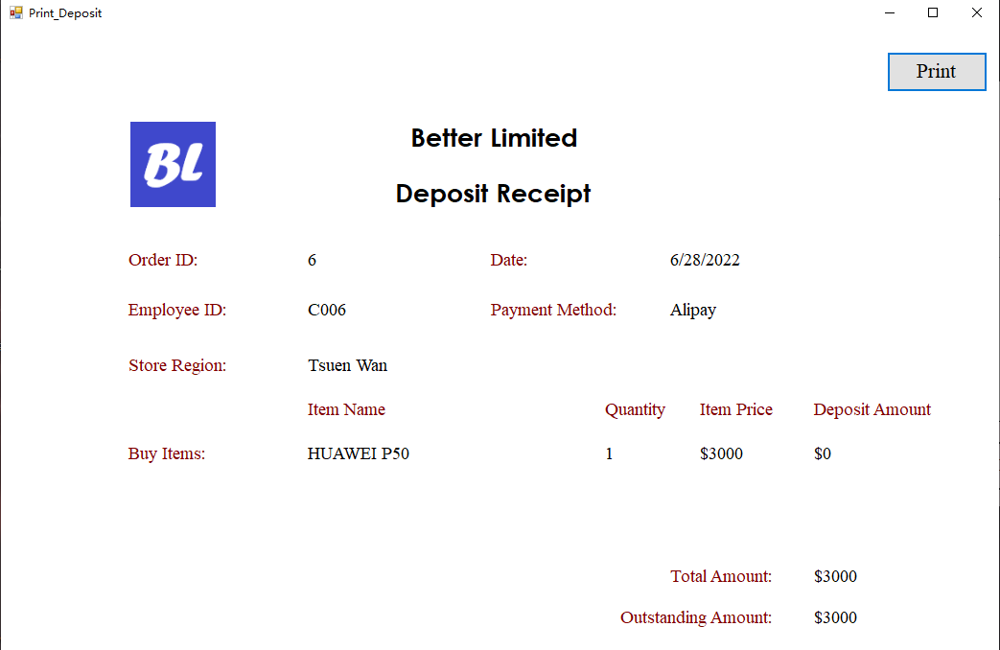 Print_Deposit
Print
BL
Better Limited
Deposit Receipt
Order ID: 6 Date: 6/28/2022
Employee ID: C006 Payment Method: Alipay
Store Region: Tsuen Wan
Item Name Quantity Item Price Deposit Amount
Buy Items: HUAWEI P50 1 $3000 $0
Total Amount: $3000
Outstanding Amount: $3000